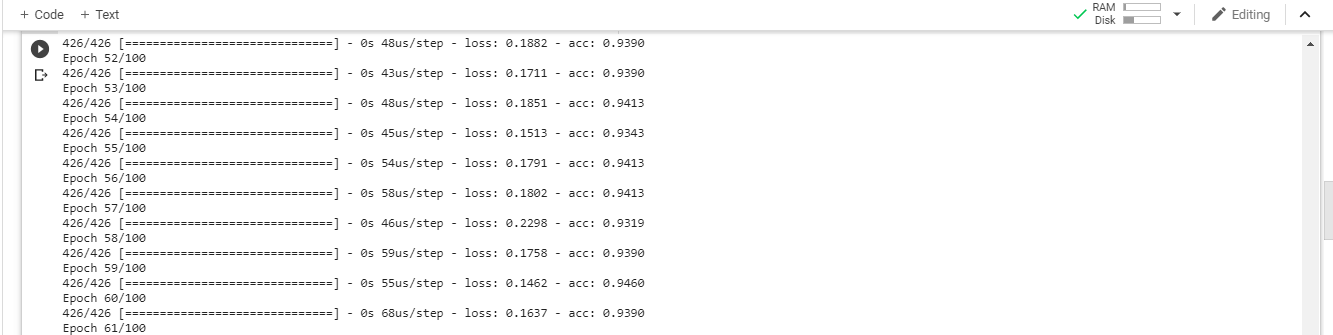 + Code + Text
RAM
Disk
Editing
426/426 [==============================] - 0s 48us/step - loss: 0.1882 - acc: 0.9390
Epoch 52/100
426/426 [==============================] - 0s 43us/step - loss: 0.1711 - acc: 0.9390
Epoch 53/100
426/426 [==============================] - 0s 48us/step - loss: 0.1851 - acc: 0.9413
Epoch 54/100
426/426 [==============================] - 0s 45us/step - loss: 0.1513 - acc: 0.9343
Epoch 55/100
426/426 [==============================] - 0s 54us/step - loss: 0.1791 - acc: 0.9413
Epoch 56/100
426/426 [==============================] - 0s 58us/step - loss: 0.1802 - acc: 0.9413
Epoch 57/100
426/426 [==============================] - 0s 46us/step - loss: 0.2298 - acc: 0.9319
Epoch 58/100
426/426 [==============================] - 0s 59us/step - loss: 0.1758 - acc: 0.9390
Epoch 59/100
426/426 [==============================] - 0s 55us/step - loss: 0.1462 - acc: 0.9460
Epoch 60/100
426/426 [==============================] - 0s 68us/step - loss: 0.1637 - acc: 0.9390
Epoch 61/100